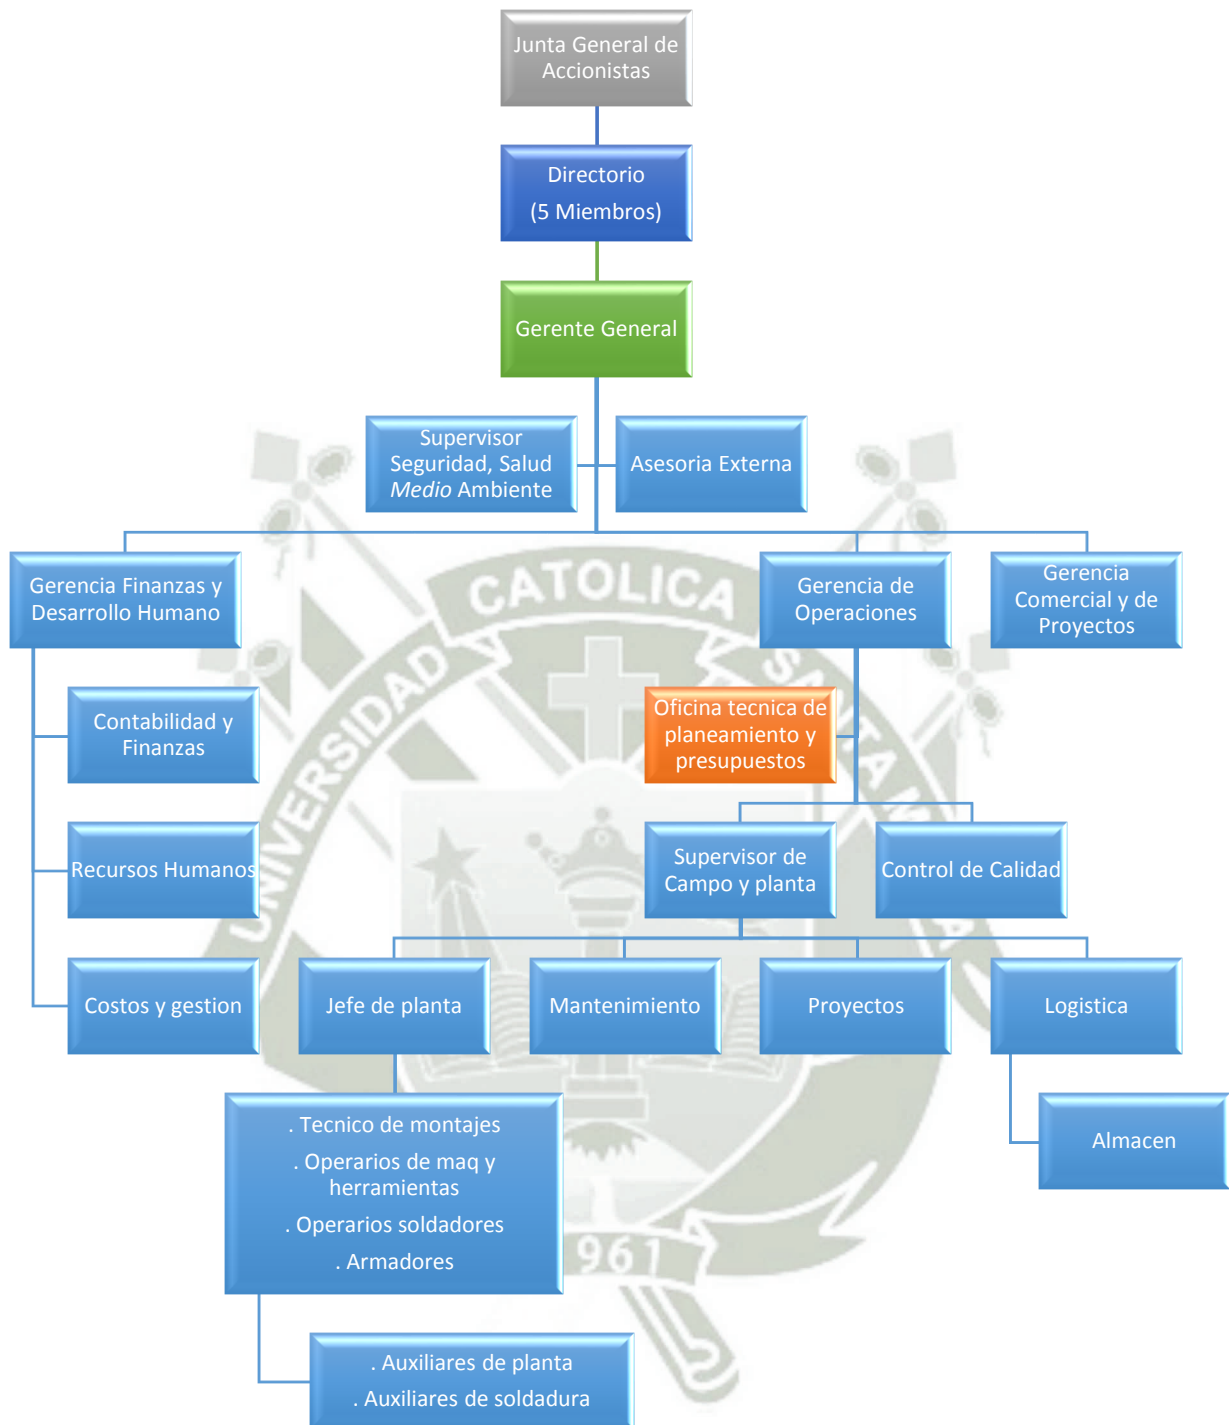 Junta General de
Accionistas
Directorio
(5 Miembros)
Gerente General
Supervisor
Seguridad, Salud
Medio Ambiente
Asesoria Externa
Gerencia Finanzas y
Desarrollo Humano
Gerencia de
Operaciones
Gerencia
Comercial y de
Proyectos
Contabilidad y
Finanzas
Oficina tecnica de
planeamiento y
presupuestos
Recursos Humanos
Supervisor de
Campo y planta
Control de Calidad
Costos y gestion
Jefe de planta
Mantenimiento
Proyectos
Logistica
. Tecnico de montajes
. Operarios de maq y
herramientas
. Operarios soldadores
. Armadores
Almacen
. Auxiliares de planta
. Auxiliares de soldadura
UNIVERSIDAD
CATOLICA
961